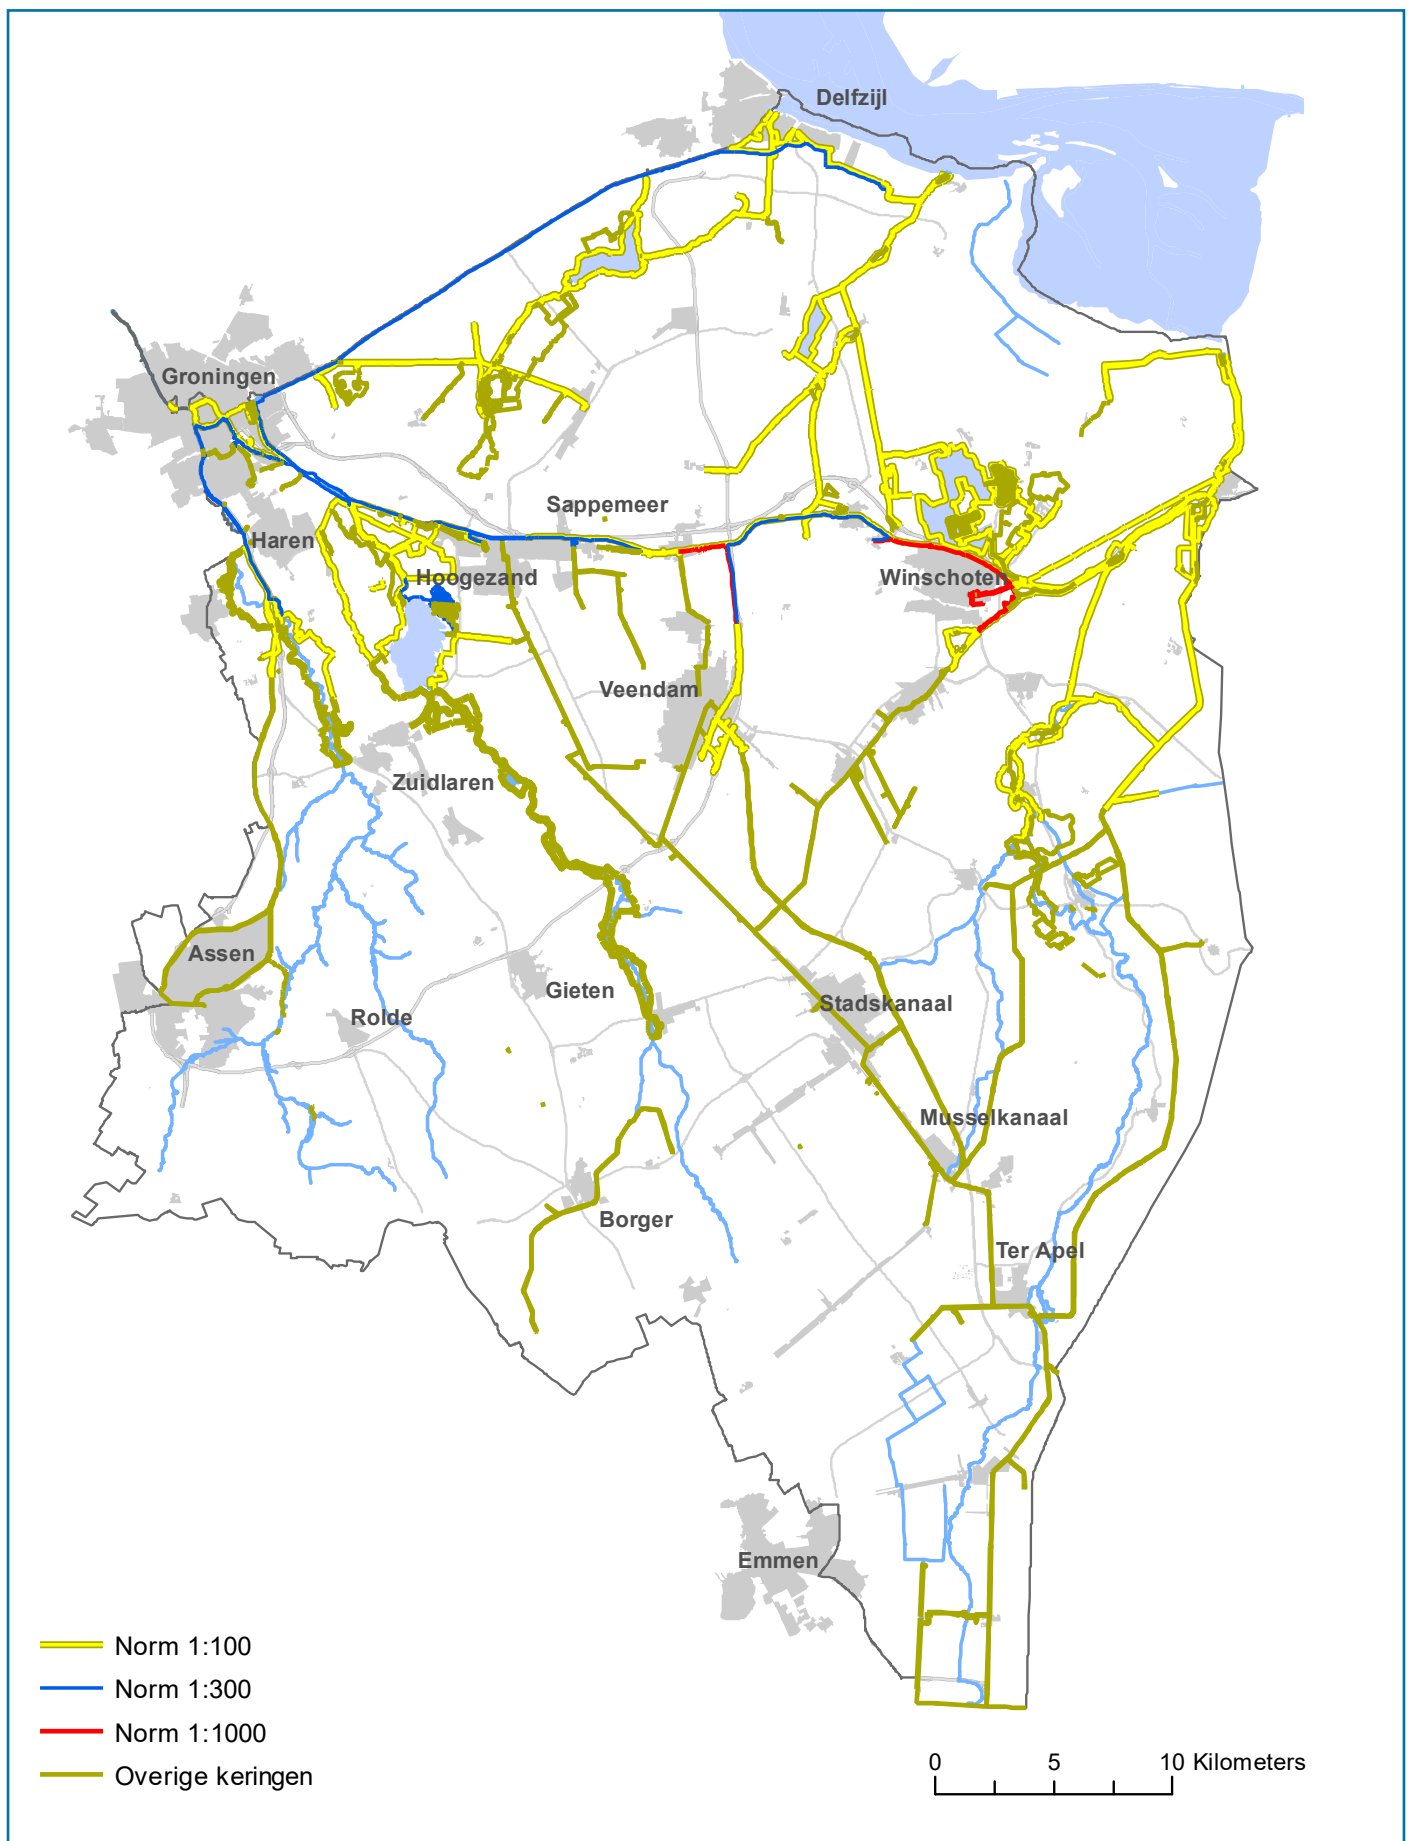 Delfzijl
Groningen
Sappemeer
Haren
Hoogezand
Winschoten
Veendam
Zuidlaren
Assen
Gieten
Stadskanaal
Rolde
Musselkanaal
Borger
Ter Apel
Emmen
Norm 1:100
Norm 1:300
Norm 1:1000
Overige keringen
0 5 10 Kilometers